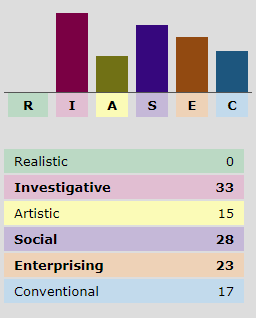 R I A S E C
Realistic 0
Investigative 33
Artistic 15
Social 28
Enterprising 23
Conventional 17